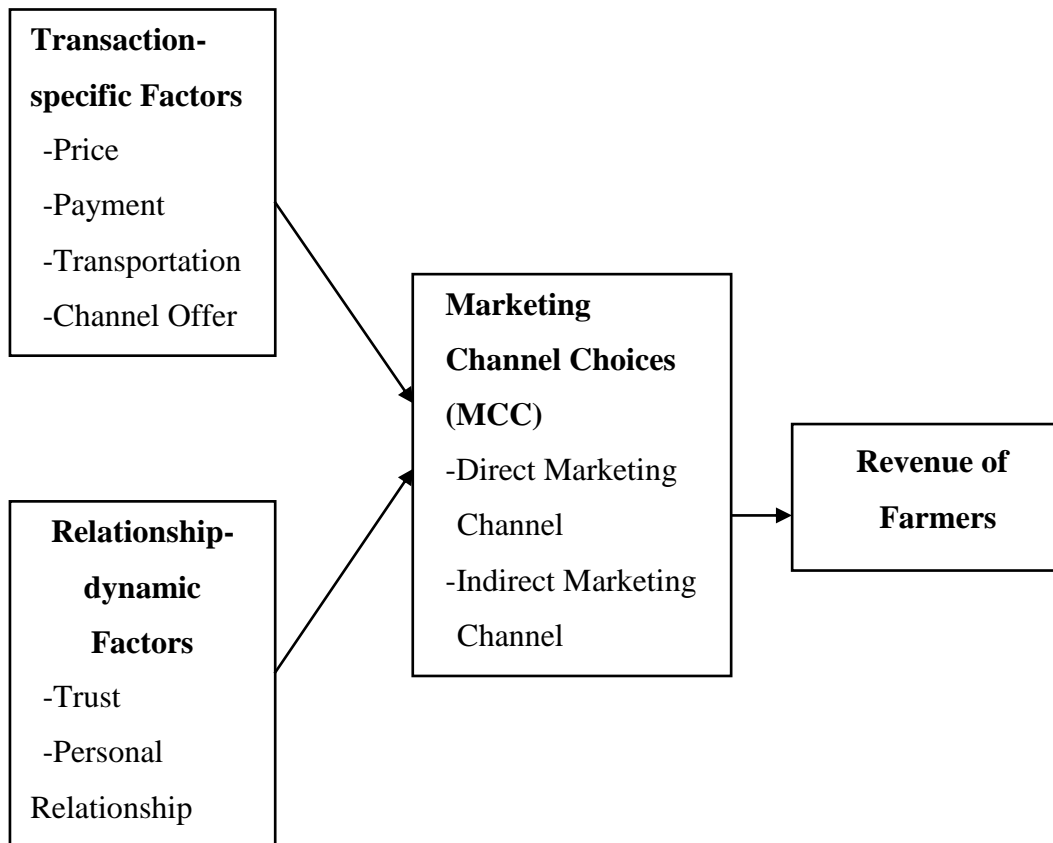 Transaction-
specific Factors
-Price
-Payment
-Transportation
-Channel Offer
Relationship-
dynamic
Factors
-Trust
-Personal
Relationship
Marketing
Channel Choices
(MCC)
-Direct Marketing
Channel
-Indirect Marketing
Channel
Revenue of
Farmers